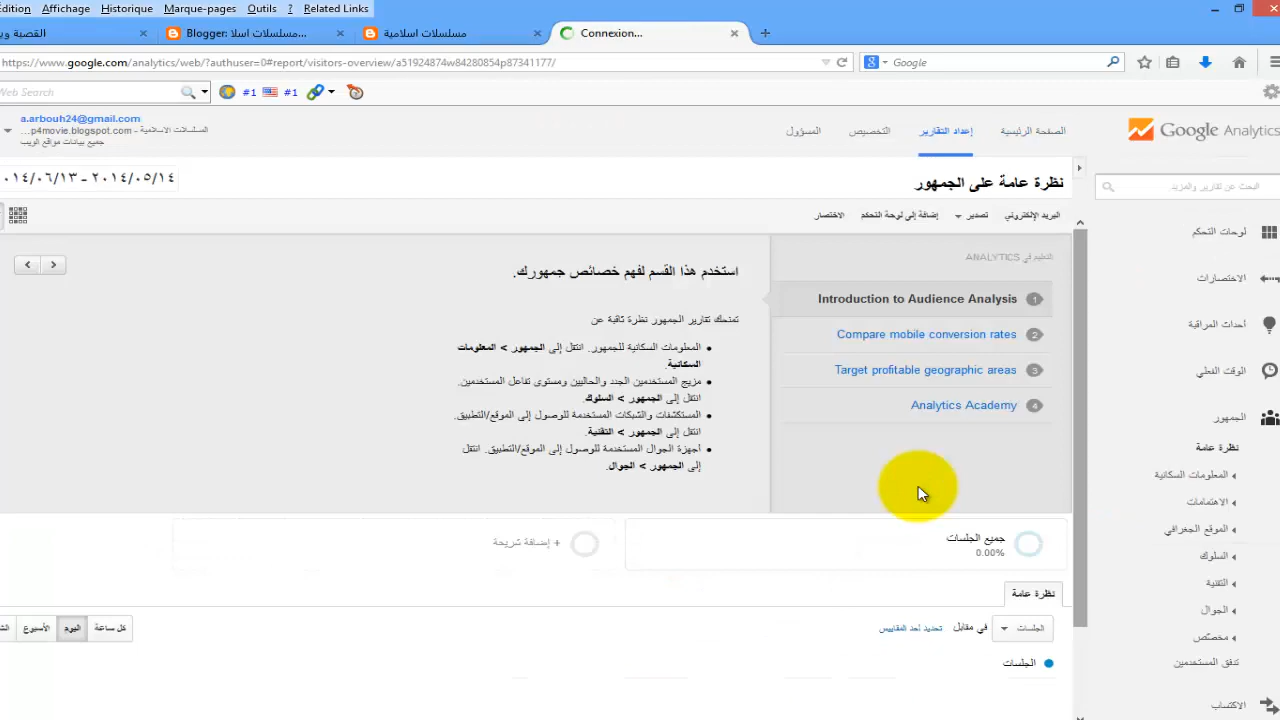 Édition Affichage Historique Marque-pages Outils ? Related Links
القصبة وي
Blogger: مسلسلات اسلا...
مسلسلات اسلامية
Connexion...
https://www.google.com/analytics/web/?authuser=0#report/visitors-overview/a51924874w84280854p87341177/
Google
Web Search
#1 #1
a.arbouh24@gmail.com
المسلسلات الاسلامية - p4movie.blogspot.com...
جميع بيانات مواقع الويب
الصفحة الرئيسية
إعداد التقارير
التخصيص
المسؤول
Google Analytics
٠١٤/٠٦/١٣ - ٢٠١٤/٠٥/١٤
نظرة عامة على الجمهور
البحث عن تقارير والمزيد
البريد الإلكتروني
تصدير
إضافة إلى لوحة التحكم
الاختصار
لوحات التحكم
الاختصارات
أحداث المراقبة
الوقت الفعلي
الجمهور
نظرة عامة
المعلومات السكانية
الاهتمامات
الموقع الجغرافي
السلوك
التقنية
الجوال
مخصّص
تدفق المستخدمين
الاكتساب
التعليم في ANALYTICS
1 Introduction to Audience Analysis
2 Compare mobile conversion rates
3 Target profitable geographic areas
4 Analytics Academy
استخدم هذا القسم لفهم خصائص جمهورك.
تمنحك تقارير الجمهور نظرة ثاقبة عن
• المعلومات السكانية للجمهور. انتقل إلى الجمهور > المعلومات
السكانية.
• مزيج المستخدمين الجدد والحاليين ومستوى تفاعل المستخدمين.
انتقل إلى الجمهور > السلوك.
• المستكشفات والشبكات المستخدمة للوصول إلى الموقع/التطبيق.
انتقل إلى الجمهور > التقنية.
• أجهزة الجوال المستخدمة للوصول إلى الموقع/التطبيق. انتقل
إلى الجمهور > الجوال.
جميع الجلسات
0.00%
+ إضافة شريحة
نظرة عامة
الجلسات
في مقابل
تحديد أحد المقاييس
كل ساعة
اليوم
الأسبوع
الجلسات